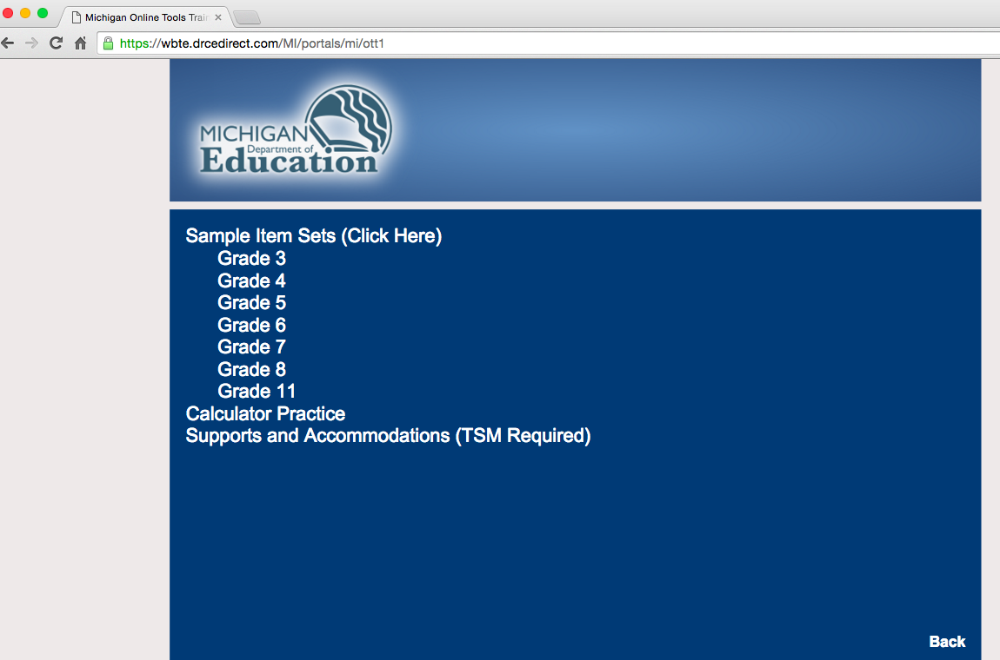 Michigan Online Tools Trai
https://wbte.drcedirect.com/MI/portals/mi/ott1
MICHIGAN
Department of
Education
Sample Item Sets (Click Here)
Grade 3
Grade 4
Grade 5
Grade 6
Grade 7
Grade 8
Grade 11
Calculator Practice
Supports and Accommodations (TSM Required)
Back